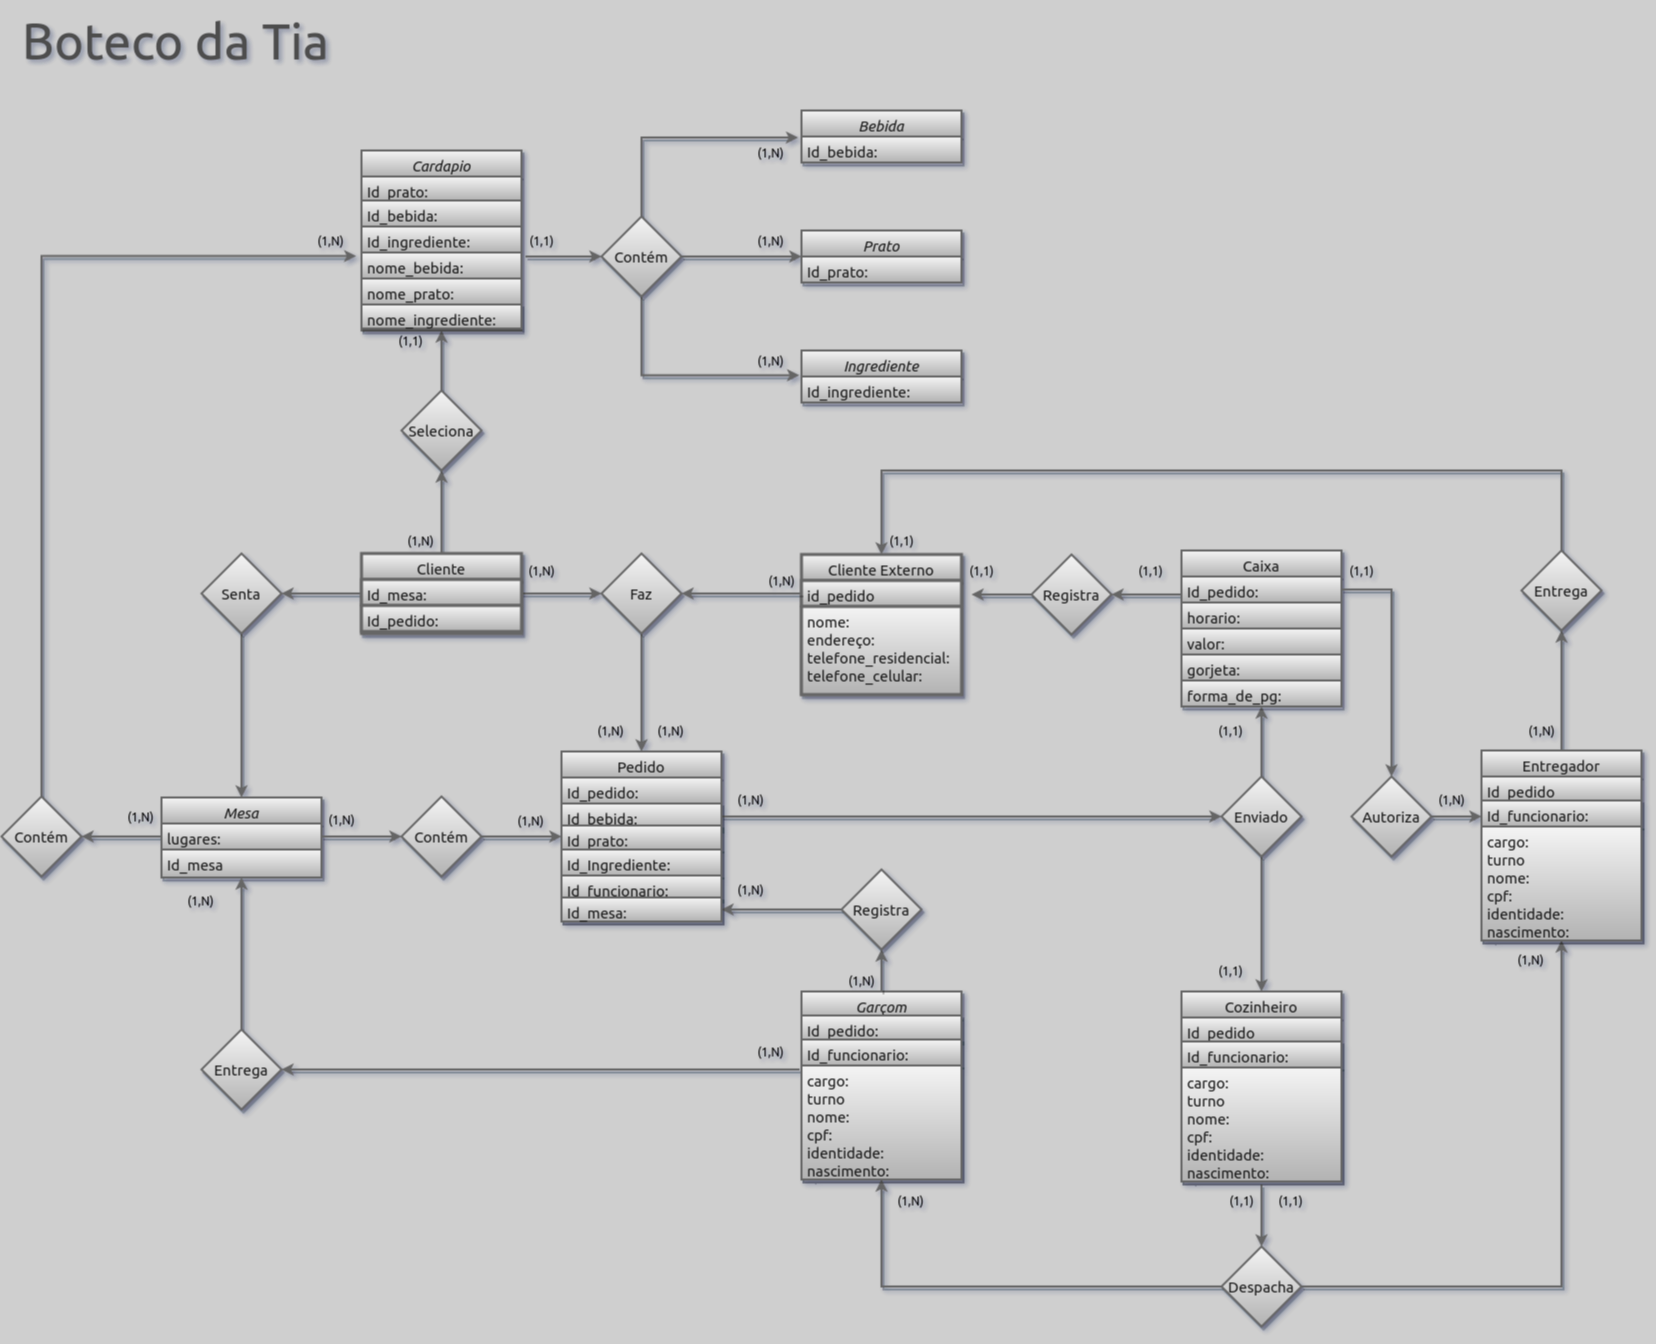 Boteco da Tia
Bebida
Id_bebida:
(1,N)
Cardapio
Id_prato:
Id_bebida:
Id_ingrediente:
nome_bebida:
nome_prato:
nome_ingrediente:
(1,N)
(1,1)
Contém
(1,N)
Prato
Id_prato:
(1,1)
(1,N)
Ingrediente
Id_ingrediente:
Seleciona
(1,N)
Senta
Cliente
Id_mesa:
Id_pedido:
(1,N)
Faz
(1,N)
(1,1)
Cliente Externo
id_pedido
nome:
endereço:
telefone_residencial:
telefone_celular:
(1,1)
Registra
(1,1)
Caixa
Id_pedido:
horario:
valor:
gorjeta:
forma_de_pg:
(1,1)
Entrega
(1,N)
(1,N)
(1,1)
(1,N)
Contém
(1,N)
Mesa
lugares:
Id_mesa
(1,N)
Contém
(1,N)
Pedido
Id_pedido:
Id_bebida:
Id_prato:
Id_Ingrediente:
Id_funcionario:
Id_mesa:
(1,N)
Enviado
Autoriza
(1,N)
Entregador
Id_pedido
Id_funcionario:
cargo:
turno
nome:
cpf:
identidade:
nascimento:
(1,N)
(1,N)
Registra
(1,N)
(1,N)
(1,1)
Entrega
(1,N)
Garçom
Id_pedido:
Id_funcionario:
cargo:
turno
nome:
cpf:
identidade:
nascimento:
Cozinheiro
Id_pedido
Id_funcionario:
cargo:
turno
nome:
cpf:
identidade:
nascimento:
(1,N)
(1,1)
(1,1)
Despacha